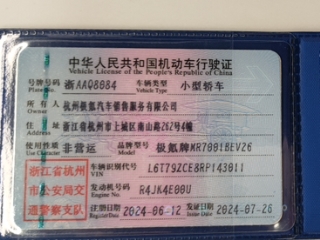 中华人民共和国机动车行驶证
Vehicle License of the People's Republic of China
号牌号码 浙AAQ8084 车辆类型 小型轿车
Plate No. Vehicle Type
所有人 杭州极氪汽车销售服务有限公司
Owner
住址 浙江省杭州市上城区南山路262号4幢
使用性质 非营运 品牌型号 极氪牌MR7001BEV26
Use Character Model
浙江省杭州
市公安局交
通警察支队
车辆识别代号 L6T79ZCE8RP143011
VIN
发动机号码 R4JK4E00U
Engine No.
注册日期 2024-06-12 发证日期 2024-07-26
Register Date Issue Date